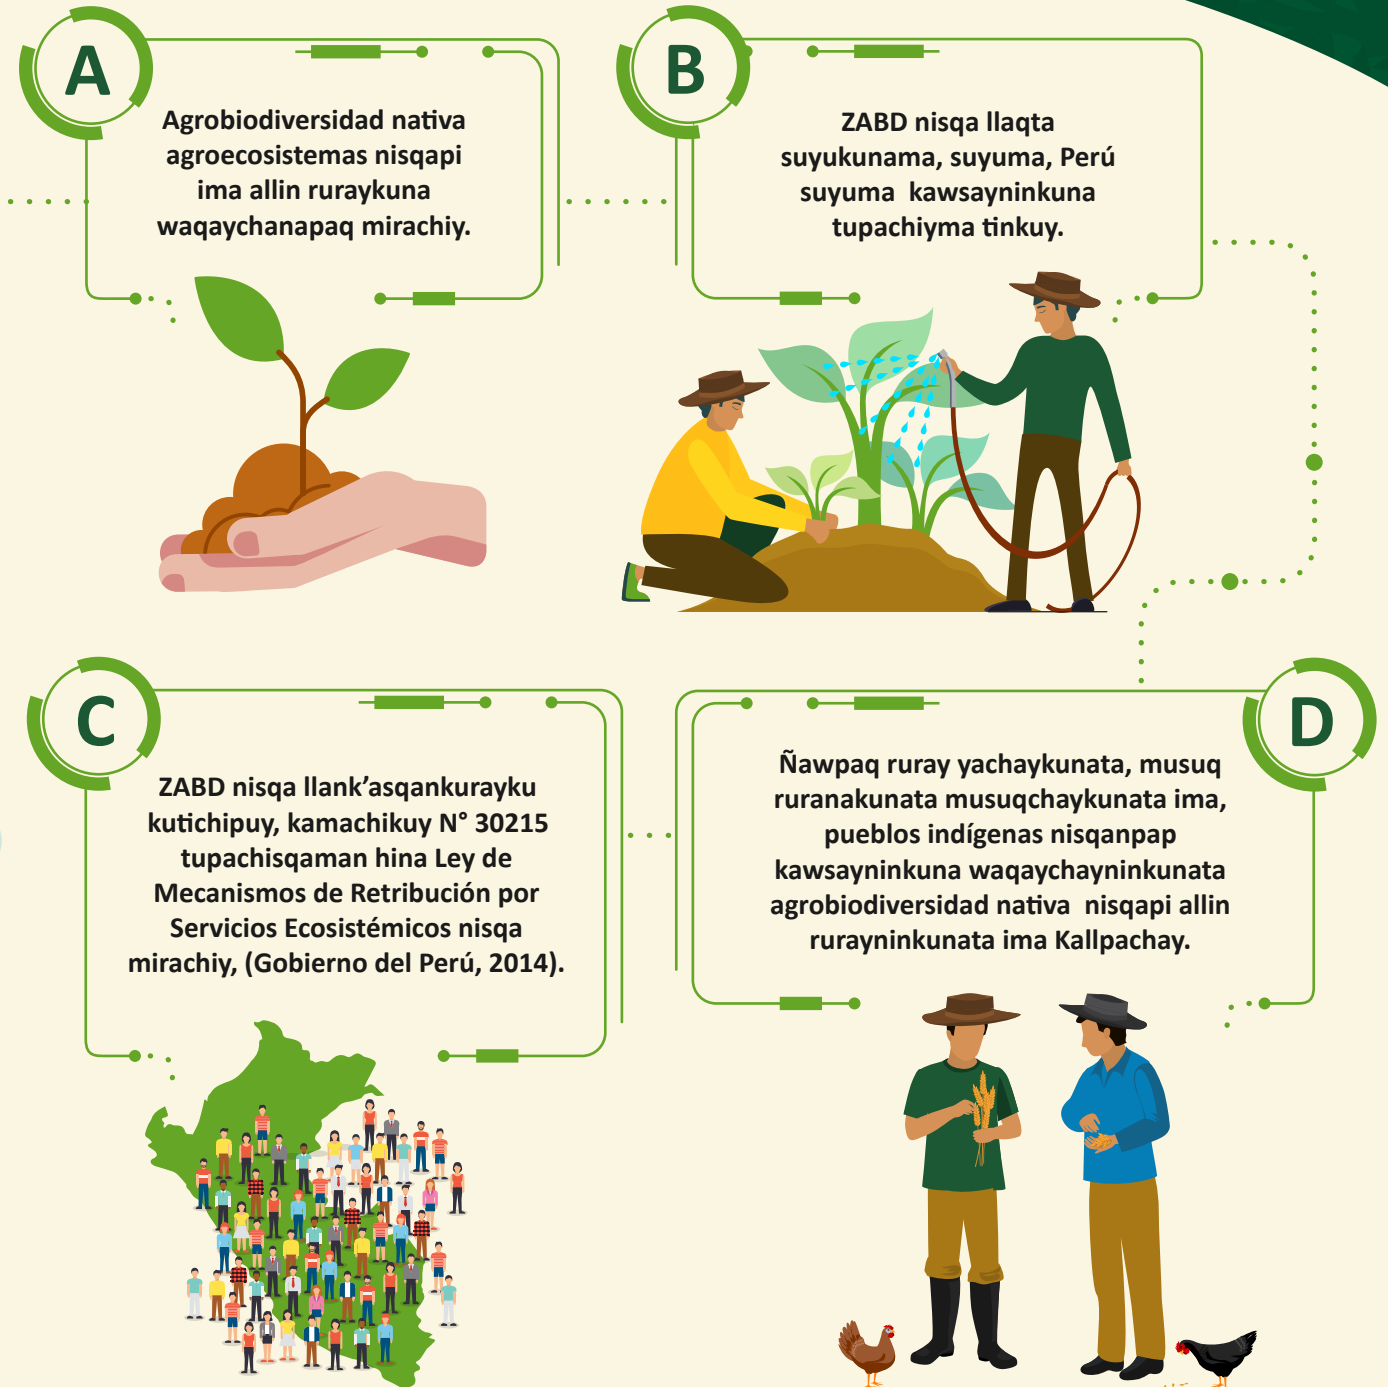 A
Agrobiodiversidad nativa
agroecosistemas nisqapi
ima allin ruraykuna
waqaychanapaq mirachiy.
B
ZABD nisqa llaqta
suyukunama, suyuma, Perú
suyuma kawsayninkuna
tupachiyma tinkuy.
C
ZABD nisqa llank’asqankurayku
kutichipuy, kamachikuy N° 30215
tupachisqaman hina Ley de
Mecanismos de Retribución por
Servicios Ecosistémicos nisqa
mirachiy, (Gobierno del Perú, 2014).
D
Ñawpaq ruray yachaykunata, musuq
ruranakunata musuqchaykunata ima,
pueblos indígenas nisqanpap
kawsayninkuna waqaychayninkunata
agrobiodiversidad nativa nisqapi allin
rurayninkunata ima Kallpachay.